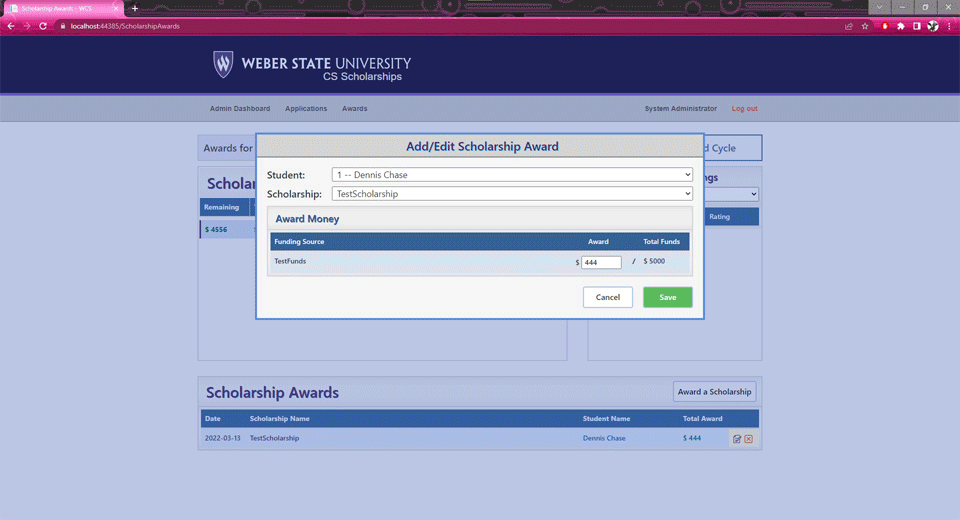 Scholarship Awards - WCS
localhost:44385/ScholarshipAwards
WEBER STATE UNIVERSITY
CS Scholarships
Admin Dashboard Applications Awards System Administrator Log out
Awards for d Cycle
Add/Edit Scholarship Award
Student: 1 -- Dennis Chase
Scholarship: TestScholarship
Scholar ngs
Remaining Rating
$ 4556
Award Money
Funding Source Award Total Funds
TestFunds $ 444 / $ 5000
Cancel Save
Scholarship Awards Award a Scholarship
Date Scholarship Name Student Name Total Award
2022-03-13 TestScholarship Dennis Chase $ 444